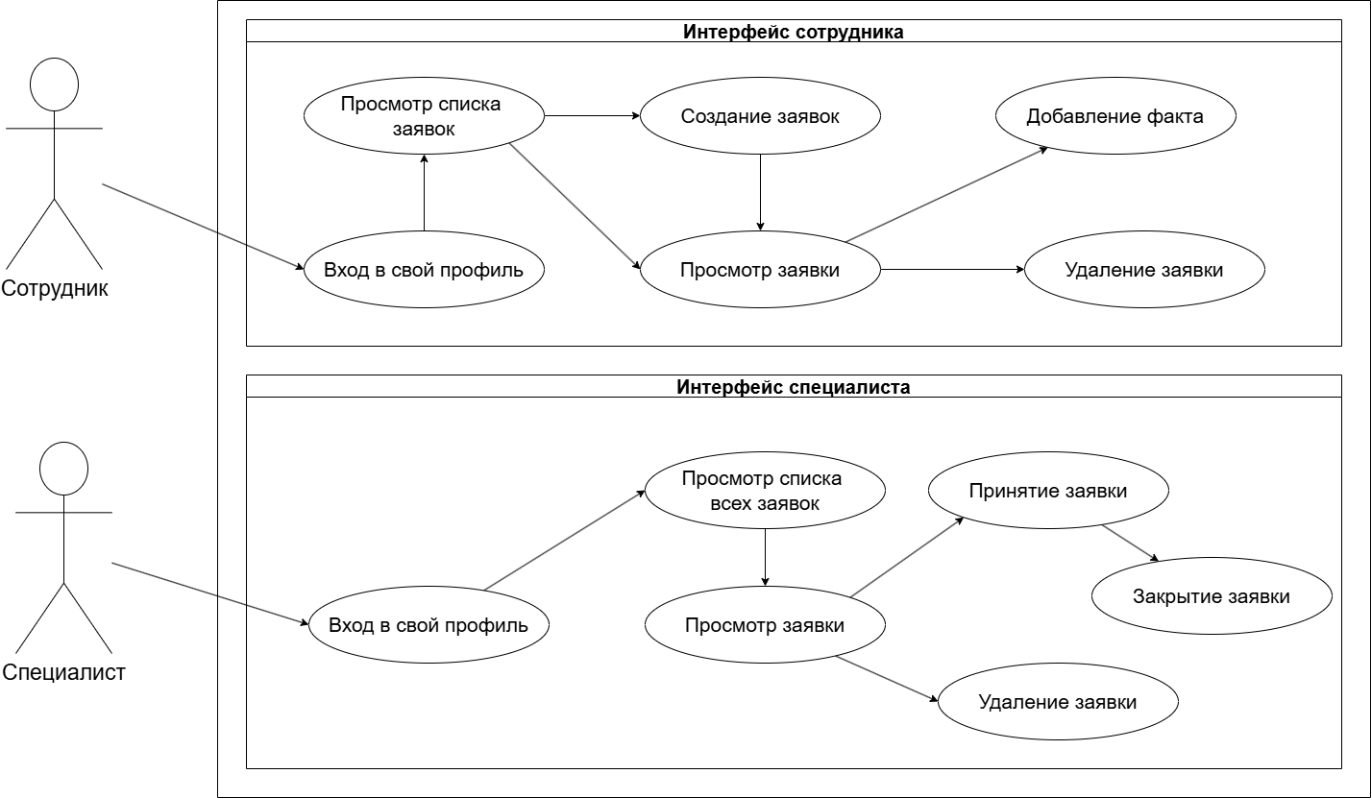 Интерфейс сотрудника
Просмотр списка
заявок
Создание заявок
Добавление факта
Вход в свой профиль
Просмотр заявки
Удаление заявки
Сотрудник
Интерфейс специалиста
Просмотр списка
всех заявок
Принятие заявки
Закрытие заявки
Вход в свой профиль
Просмотр заявки
Удаление заявки
Специалист